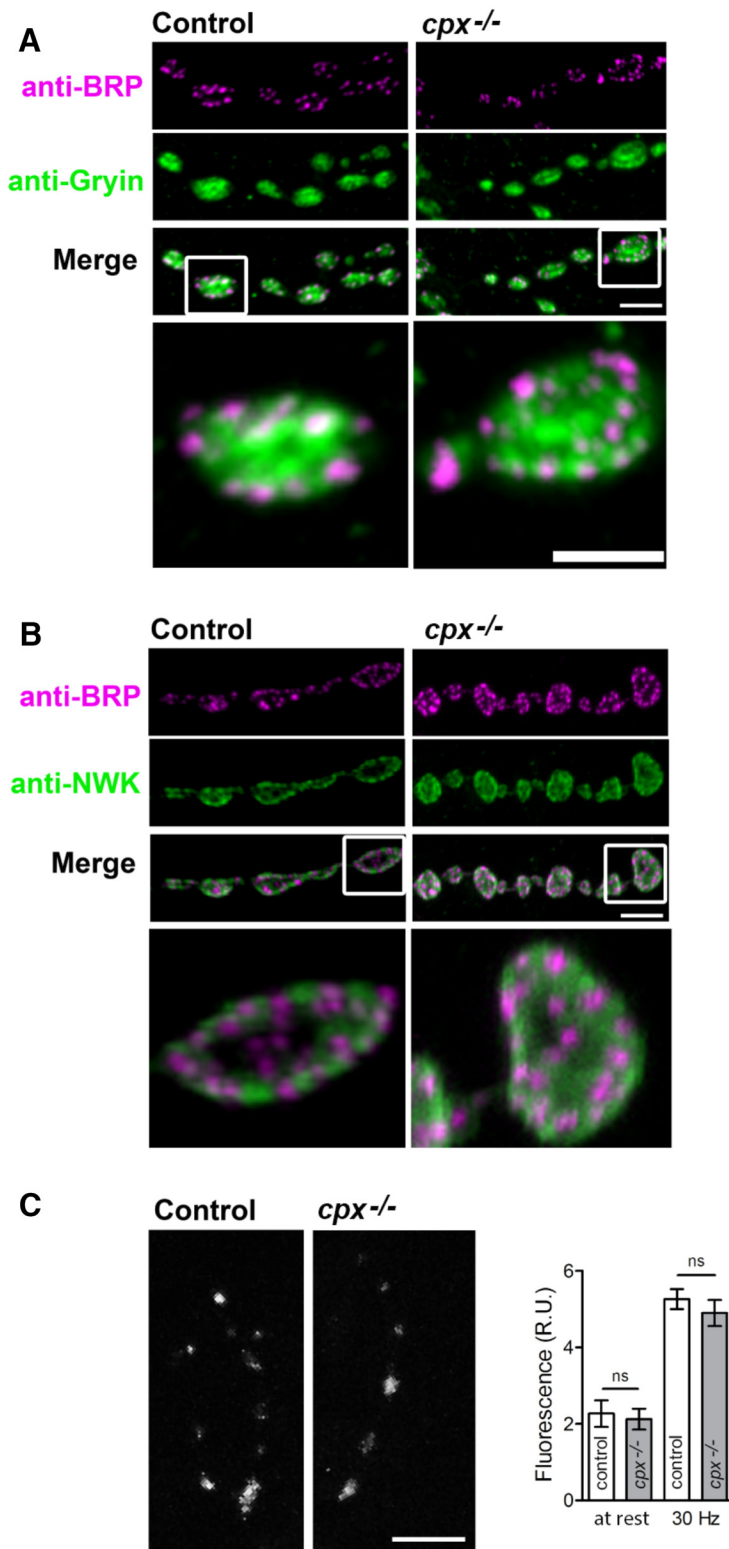 A
Control
cpx -/-
anti-BRP
anti-Gryin
Merge
B
Control
cpx -/-
anti-BRP
anti-NWK
Merge
C
Control
cpx -/-
Fluorescence (R.U.)
6
4
2
0
ns
ns
control
cpx -/-
control
cpx -/-
at rest
30 Hz